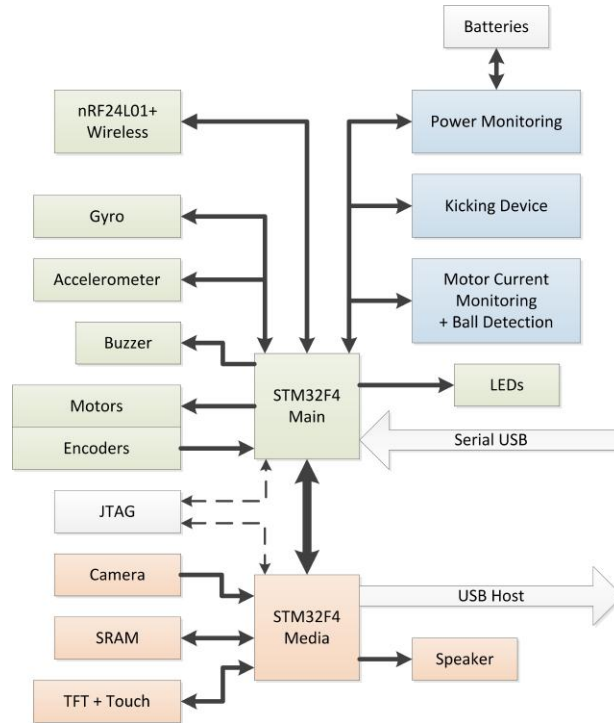 Batteries
nRF24L01+
Wireless
Power Monitoring
Gyro
Kicking Device
Accelerometer
Motor Current
Monitoring
+ Ball Detection
Buzzer
STM32F4
Main
LEDs
Motors
Encoders
Serial USB
JTAG
Camera
STM32F4
Media
USB Host
SRAM
Speaker
TFT + Touch